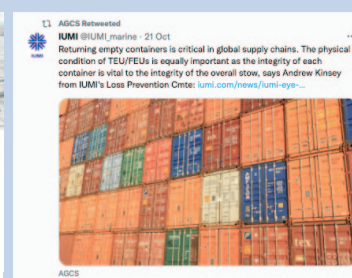 AGCS Retweeted
IUMI @IUMI_marine · 21 Oct
Returning empty containers is critical in global supply chains. The physical
condition of TEU/FEUs is equally important as the integrity of each
container is vital to the integrity of the overall stow, says Andrew Kinsey
from IUMI's Loss Prevention Cmte: iumi.com/news/iumi-eye-...
IUMI
tex
AGCS